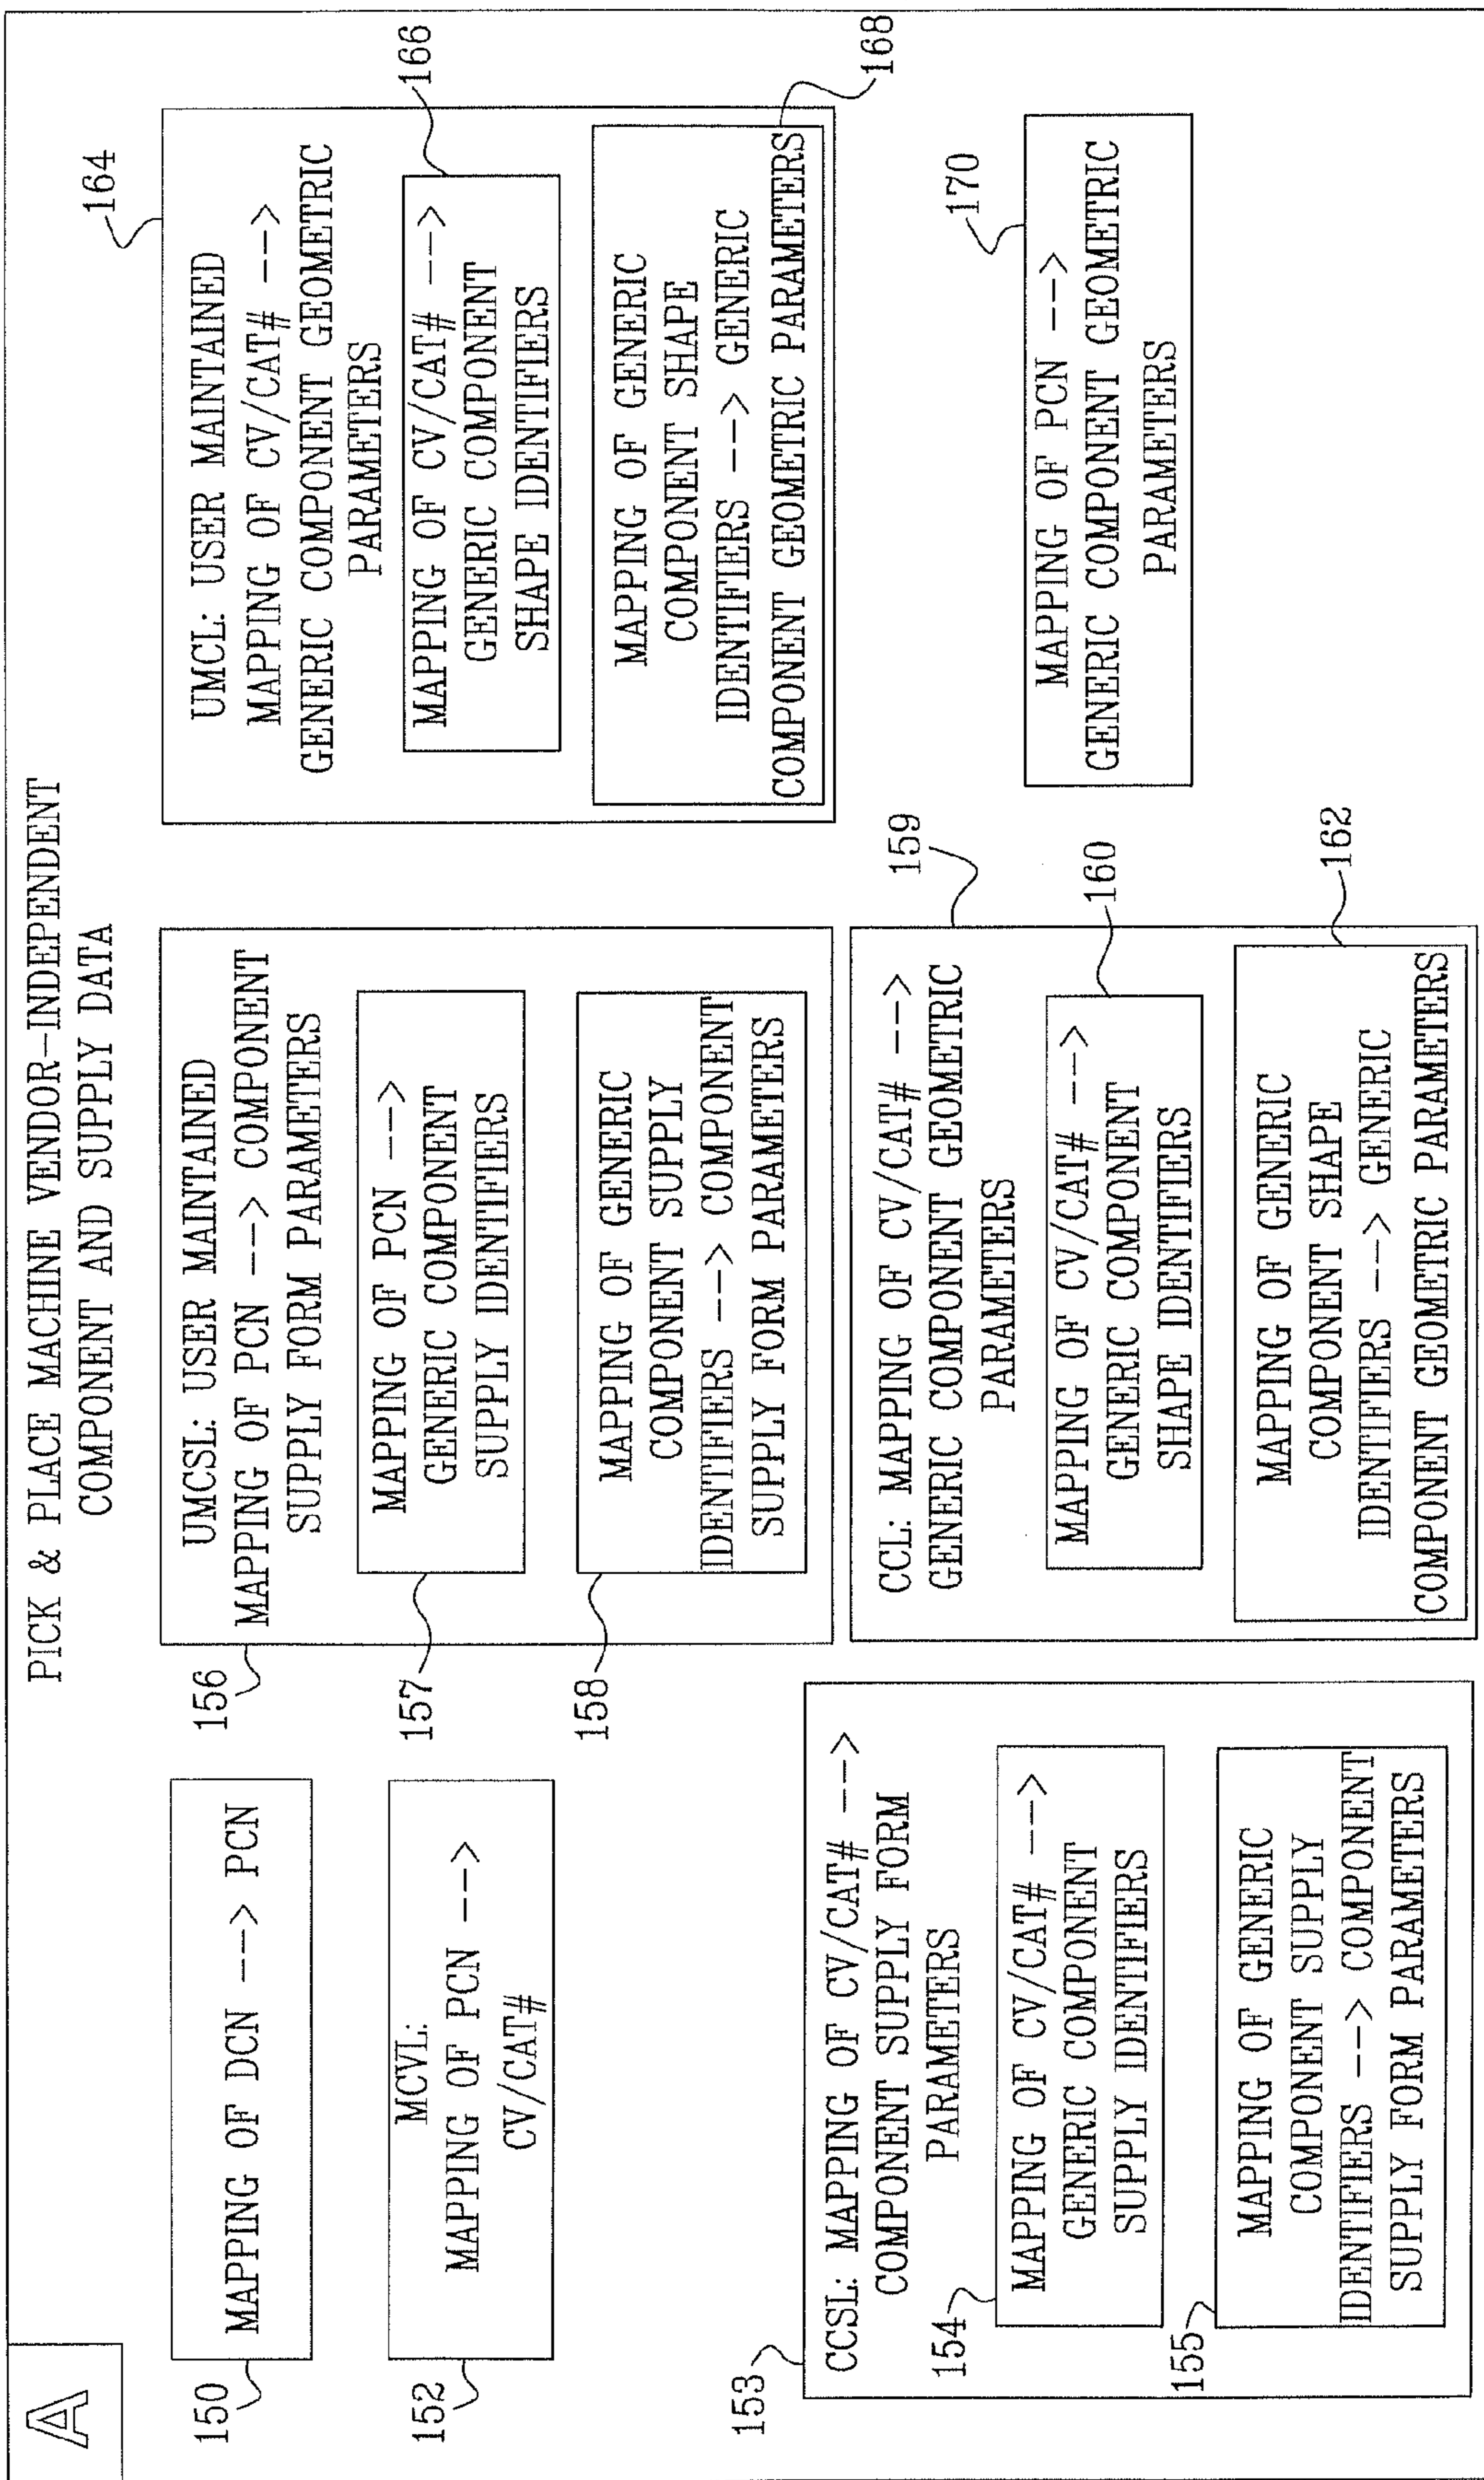 A
PICK & PLACE MACHINE VENDOR-INDEPENDENT
COMPONENT AND SUPPLY DATA
150
MAPPING OF DCN --> PCN
152
MCVL:
MAPPING OF PCN -->
CV/CAT#
153
CCSL: MAPPING OF CV/CAT# -->
COMPONENT SUPPLY FORM
PARAMETERS
154
MAPPING OF CV/CAT# -->
GENERIC COMPONENT
SUPPLY IDENTIFIERS
155
MAPPING OF GENERIC
COMPONENT SUPPLY
IDENTIFIERS --> COMPONENT
SUPPLY FORM PARAMETERS
156
UMCSL: USER MAINTAINED
MAPPING OF PCN --> COMPONENT
SUPPLY FORM PARAMETERS
157
MAPPING OF PCN -->
GENERIC COMPONENT
SUPPLY IDENTIFIERS
158
MAPPING OF GENERIC
COMPONENT SUPPLY
IDENTIFIERS --> COMPONENT
SUPPLY FORM PARAMETERS
159
CCL: MAPPING OF CV/CAT# -->
GENERIC COMPONENT GEOMETRIC
PARAMETERS
160
MAPPING OF CV/CAT# -->
GENERIC COMPONENT
SHAPE IDENTIFIERS
162
MAPPING OF GENERIC
COMPONENT SHAPE
IDENTIFIERS --> GENERIC
COMPONENT GEOMETRIC PARAMETERS
164
UMCL: USER MAINTAINED
MAPPING OF CV/CAT# -->
GENERIC COMPONENT GEOMETRIC
PARAMETERS
166
MAPPING OF CV/CAT# -->
GENERIC COMPONENT
SHAPE IDENTIFIERS
168
MAPPING OF GENERIC
COMPONENT SHAPE
IDENTIFIERS --> GENERIC
COMPONENT GEOMETRIC PARAMETERS
170
MAPPING OF PCN -->
GENERIC COMPONENT GEOMETRIC
PARAMETERS